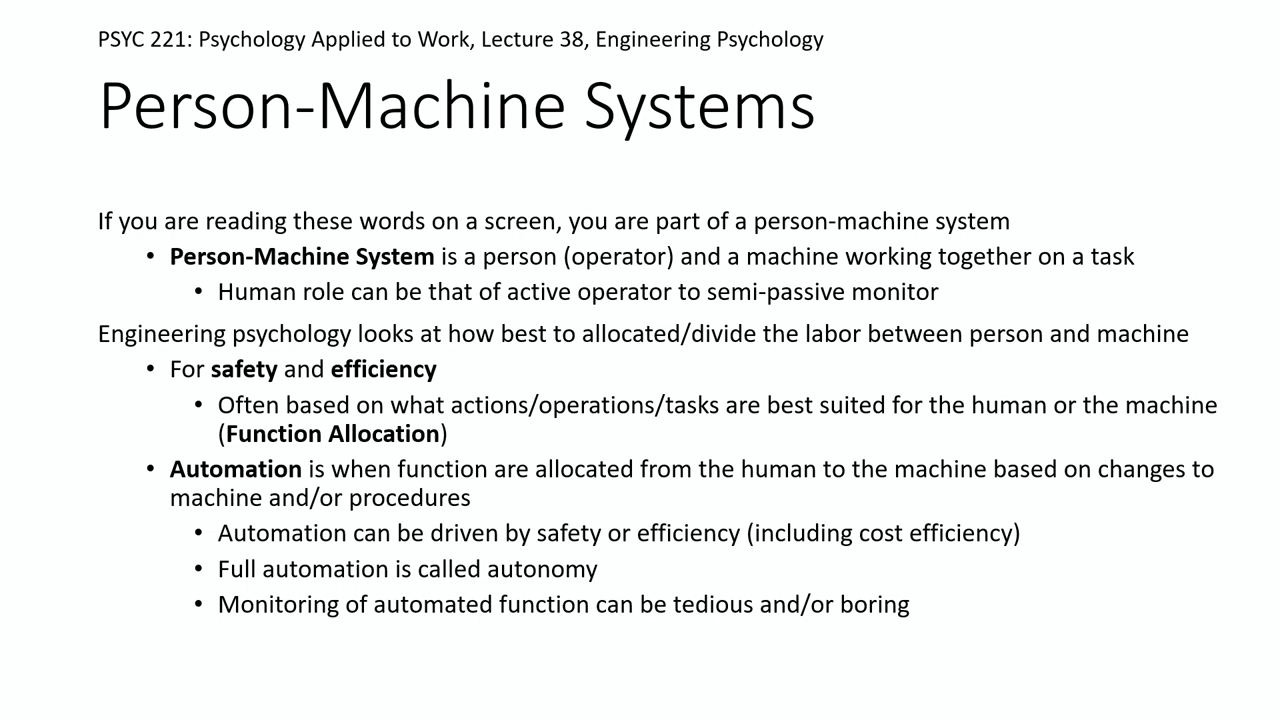 PSYC 221: Psychology Applied to Work, Lecture 38, Engineering Psychology
Person-Machine Systems
If you are reading these words on a screen, you are part of a person-machine system
• Person-Machine System is a person (operator) and a machine working together on a task
• Human role can be that of active operator to semi-passive monitor
Engineering psychology looks at how best to allocated/divide the labor between person and machine
• For safety and efficiency
• Often based on what actions/operations/tasks are best suited for the human or the machine
(Function Allocation)
• Automation is when function are allocated from the human to the machine based on changes to
machine and/or procedures
• Automation can be driven by safety or efficiency (including cost efficiency)
• Full automation is called autonomy
• Monitoring of automated function can be tedious and/or boring